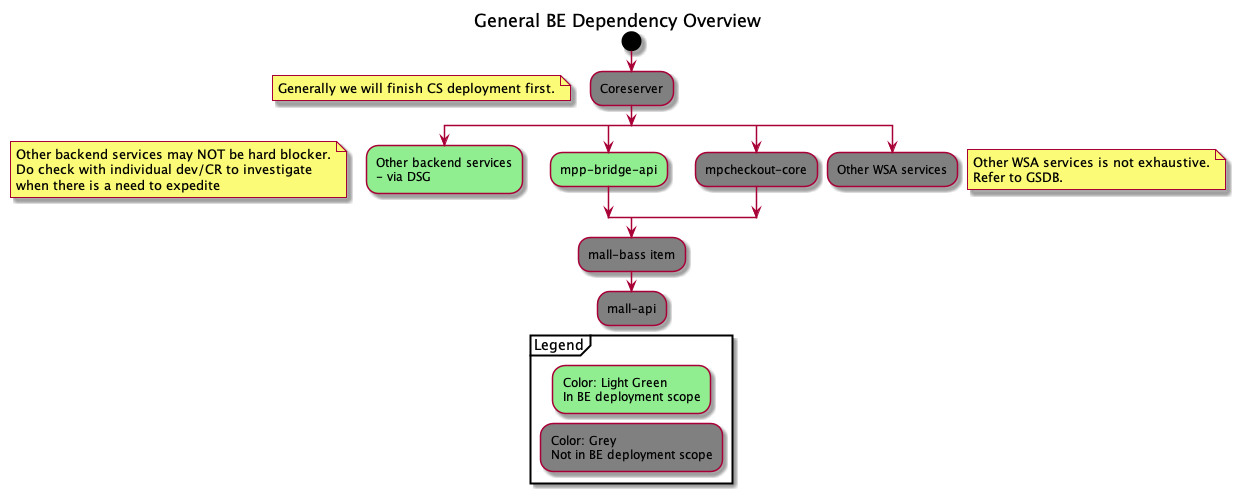 General BE Dependency Overview
Generally we will finish CS deployment first.
Coreserver
Other backend services may NOT be hard blocker.
Do check with individual dev/CR to investigate
when there is a need to expedite
Other backend services
- via DSG
mpp-bridge-api
mpcheckout-core
Other WSA services
Other WSA services is not exhaustive.
Refer to GSDB.
mall-bass item
mall-api
Legend
Color: Light Green
In BE deployment scope
Color: Grey
Not in BE deployment scope